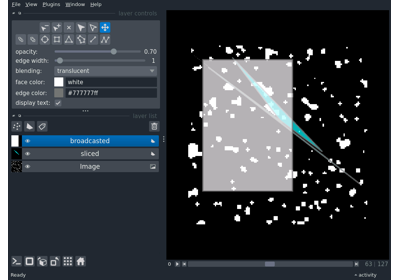 File View Plugins Window Help
layer controls
opacity: 0.70
edge width: 1
blending: translucent
face color: white
edge color: #777777ff
display text:
layer list
broadcasted
sliced
Image
63 127
Ready
activity